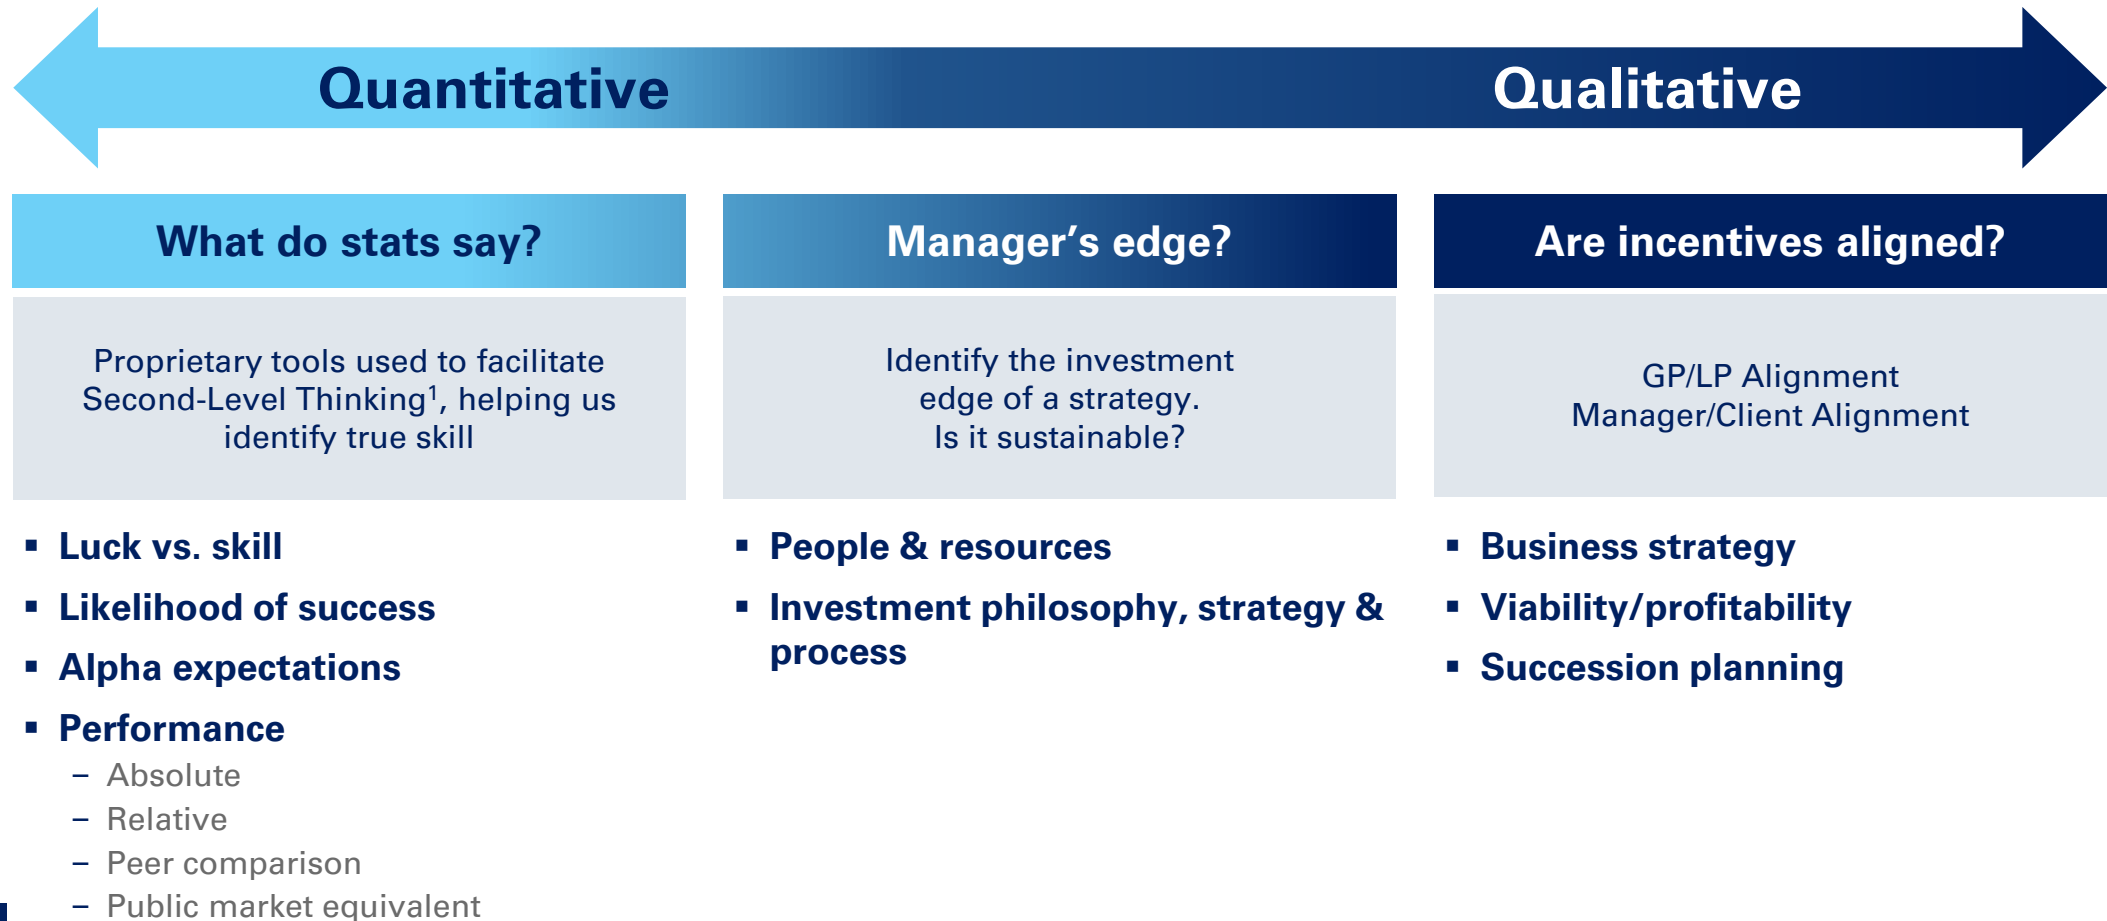 Quantitative
Qualitative
What do stats say?
Proprietary tools used to facilitate
Second-Level Thinking¹, helping us
identify true skill
▪ Luck vs. skill
▪ Likelihood of success
▪ Alpha expectations
▪ Performance
– Absolute
– Relative
– Peer comparison
– Public market equivalent
Manager's edge?
Identify the investment
edge of a strategy.
Is it sustainable?
▪ People & resources
▪ Investment philosophy, strategy &
process
Are incentives aligned?
GP/LP Alignment
Manager/Client Alignment
▪ Business strategy
▪ Viability/profitability
▪ Succession planning